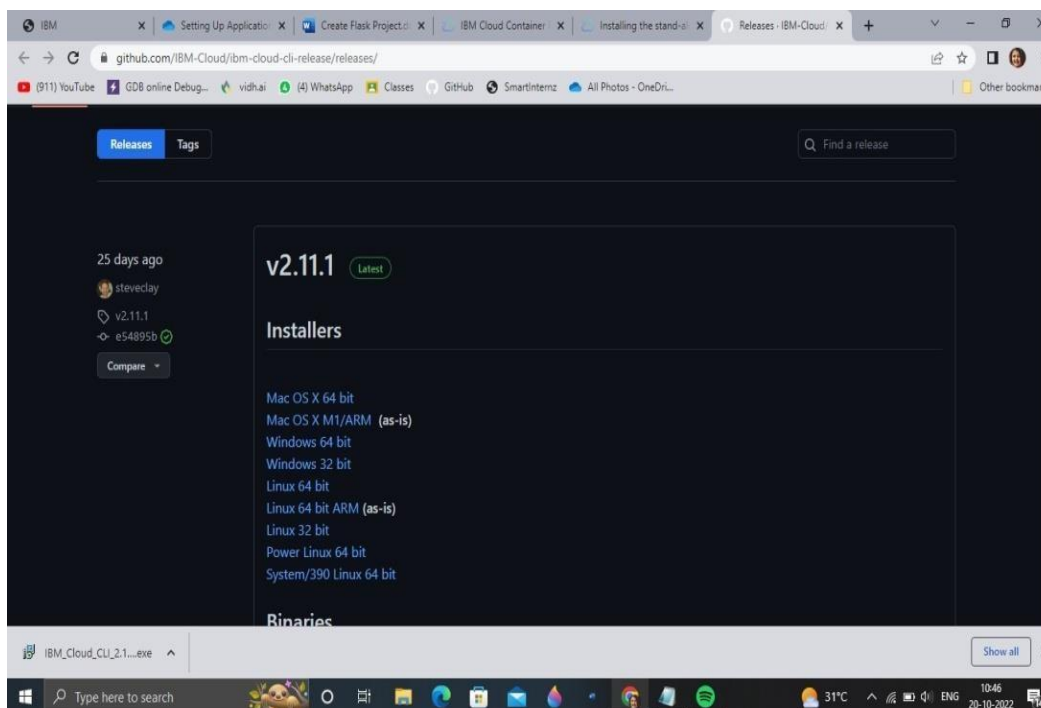 IBM
Setting Up Applicatio
Create Flask Project.d
IBM Cloud Container
Installing the stand-al
Releases · IBM-Cloud/
github.com/IBM-Cloud/ibm-cloud-cli-release/releases/
(911) YouTube
GDB online Debug...
vidh.ai
(4) WhatsApp
Classes
GitHub
SmartInternz
All Photos - OneDri...
Other bookmar
Releases
Tags
Find a release
25 days ago
steveclay
v2.11.1
e54895b
Compare
v2.11.1 Latest
Installers
Mac OS X 64 bit
Mac OS X M1/ARM (as-is)
Windows 64 bit
Windows 32 bit
Linux 64 bit
Linux 64 bit ARM (as-is)
Linux 32 bit
Power Linux 64 bit
System/390 Linux 64 bit
Binaries
IBM_Cloud_CLI_2.1....exe
Show all
Type here to search
31°C
ENG
10:46
20-10-2022